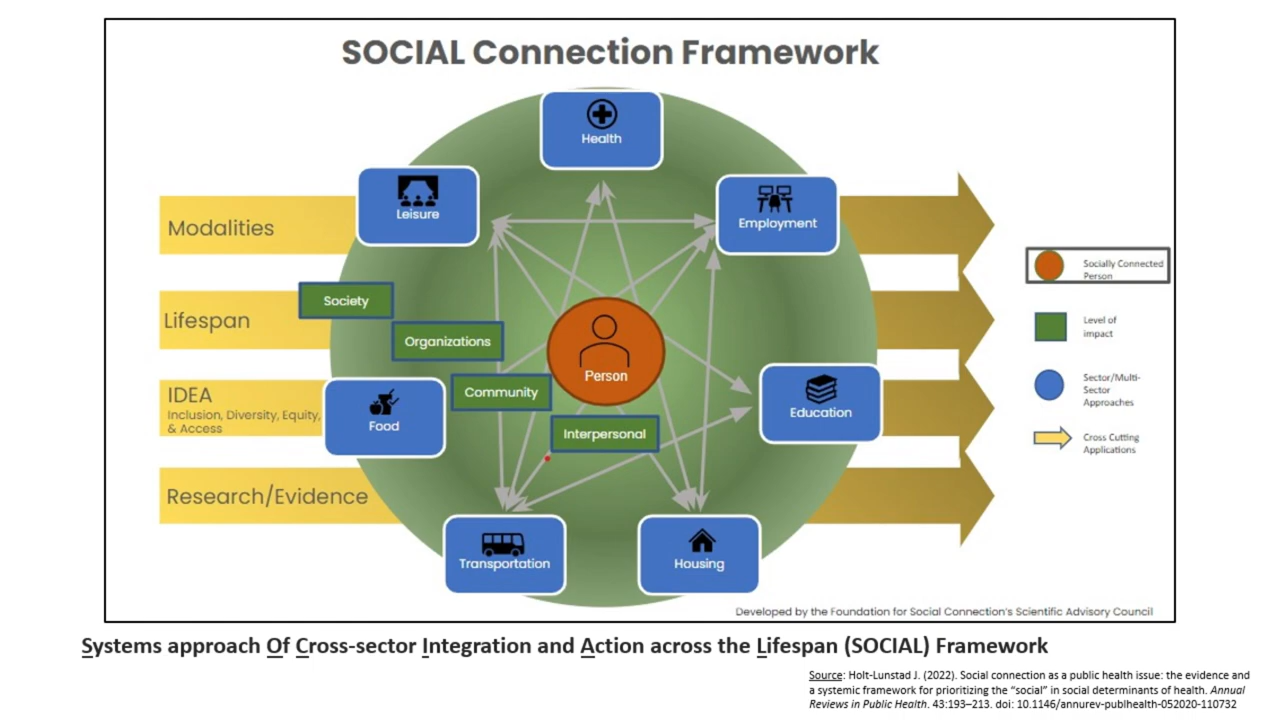 SOCIAL Connection Framework
Health
Leisure
Employment
Modalities
Society
Lifespan
Organizations
Person
Community
Interpersonal
IDEA
Inclusion, Diversity, Equity,
& Access
Food
Education
Research/Evidence
Transportation
Housing
Socially Connected
Person
Level of
impact
Sector/Multi-
Sector
Approaches
Cross Cutting
Applications
Developed by the Foundation for Social Connection's Scientific Advisory Council
Systems approach Of Cross-sector Integration and Action across the Lifespan (SOCIAL) Framework
Source: Holt-Lunstad J. (2022). Social connection as a public health issue: the evidence and
a systemic framework for prioritizing the “social” in social determinants of health. Annual
Reviews in Public Health. 43:193–213. doi: 10.1146/annurev-publhealth-052020-110732